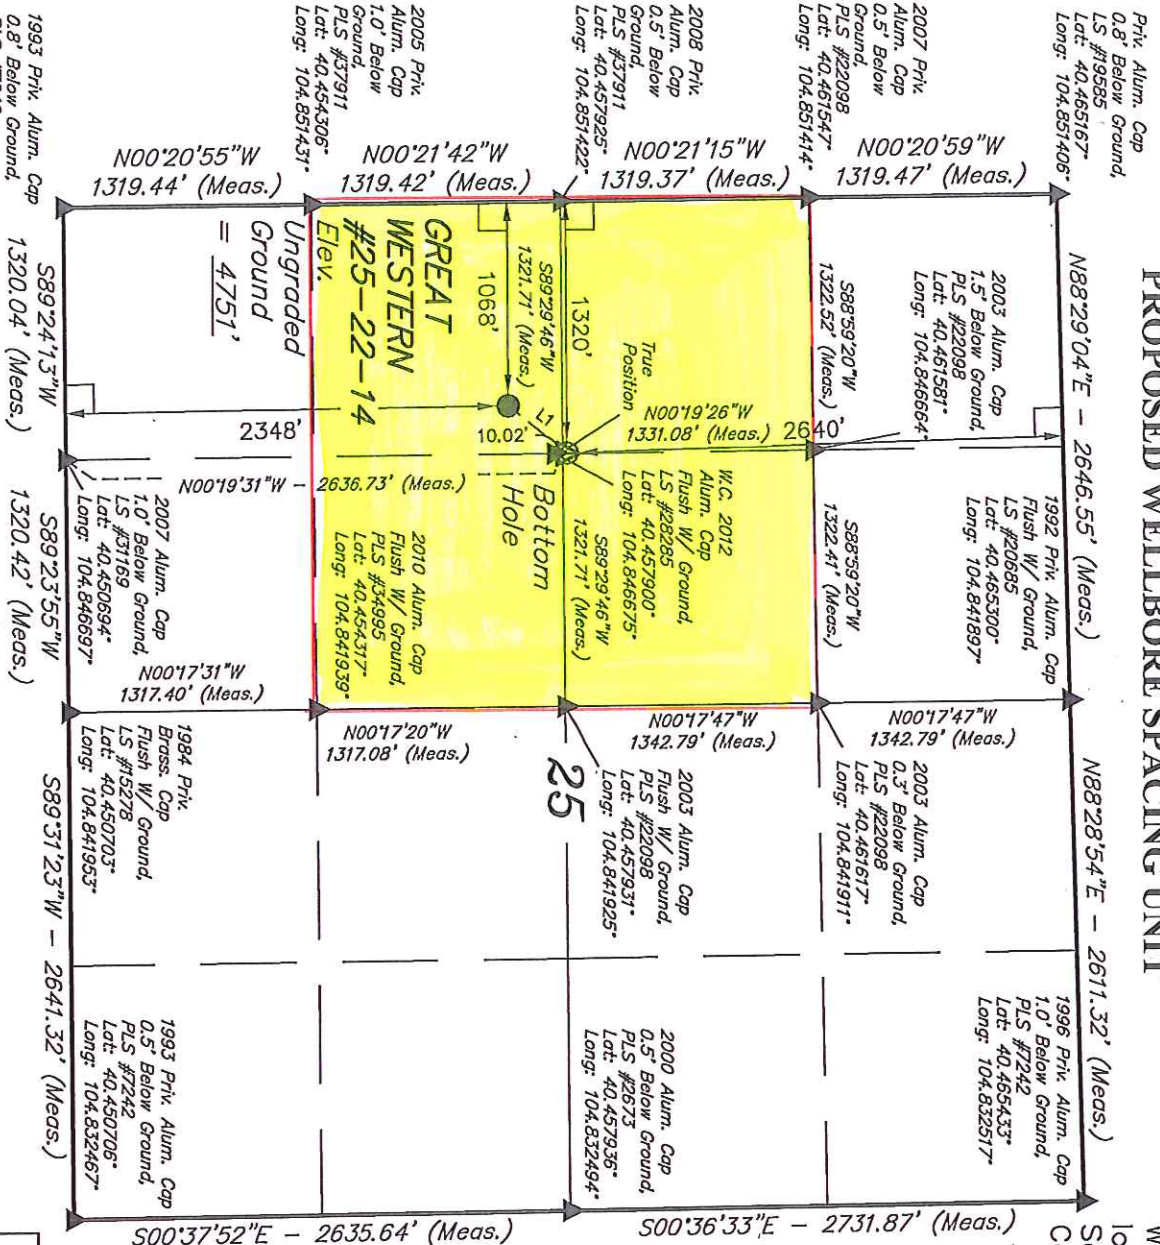 PROPOSED WELLBORE SPACING UNIT
Priv. Alum. Cap
0.8' Below Ground,
LS #19585
Lat: 40.465167°
Long: 104.851406°
2007 Priv.
Alum. Cap
0.5' Below
Ground,
PLS #22098
Lat: 40.461547°
Long: 104.851414°
2008 Priv.
Alum. Cap
0.5' Below
Ground,
PLS #37911
Lat: 40.457925°
Long: 104.851422°
2005 Priv.
Alum. Cap
1.0' Below
Ground,
PLS #37911
Lat: 40.454306°
Long: 104.851431°
1993 Priv. Alum. Cap
0.8' Below Ground,
N00°20'59"W
1319.47' (Meas.)
N00°21'15"W
1319.37' (Meas.)
N00°21'42"W
1319.42' (Meas.)
N00°20'55"W
1319.44' (Meas.)
N88°29'04"E - 2646.55' (Meas.)
N88°28'54"E - 2611.32' (Meas.)
2003 Alum. Cap
1.5' Below Ground,
PLS #22098
Lat: 40.461581°
Long: 104.846664°
1992 Priv. Alum. Cap
Flush W/ Ground,
LS #20685
Lat: 40.465300°
Long: 104.841897°
1996 Priv. Alum. Cap
1.0' Below Ground,
PLS #7242
Lat: 40.465433°
Long: 104.832517°
S88°59'20"W
1322.52' (Meas.)
S88°59'20"W
1322.41' (Meas.)
2640'
N00°19'26"W
1331.08' (Meas.)
True
Position
1320'
S89°29'46"W
1321.71' (Meas.)
1068'
L1
10.02'
W.C. 2012
Alum. Cap
Flush W/ Ground,
LS #28285
Lat: 40.457900°
Long: 104.846675°
S89°29'46"W
1321.71' (Meas.)
Bottom
Hole
GREAT
WESTERN
#25-22-14
Elev.
Ungraded
Ground
= 4751'
2348'
N00°19'31"W - 2636.73' (Meas.)
2010 Alum. Cap
Flush W/ Ground,
PLS #34995
Lat: 40.454317°
Long: 104.841939°
2007 Alum. Cap
1.0' Below Ground,
LS #31169
Lat: 40.450694°
Long: 104.846697°
N00°17'47"W
1342.79' (Meas.)
N00°17'47"W
1342.79' (Meas.)
N00°17'20"W
1317.08' (Meas.)
N00°17'31"W
1317.40' (Meas.)
2003 Alum. Cap
0.3' Below Ground,
PLS #22098
Lat: 40.461617°
Long: 104.841911°
2003 Alum. Cap
Flush W/ Ground,
PLS #22098
Lat: 40.457931°
Long: 104.841925°
25
2000 Alum. Cap
0.5' Below Ground,
PLS #2673
Lat: 40.457936°
Long: 104.832494°
1984 Priv.
Brass. Cap
Flush W/ Ground,
LS #15278
Lat: 40.450703°
Long: 104.841953°
1993 Priv. Alum. Cap
0.5' Below Ground,
PLS #7242
Lat: 40.450706°
Long: 104.832467°
S89°24'13"W
1320.04' (Meas.)
S89°23'55"W
1320.42' (Meas.)
S89°31'23"W - 2641.32' (Meas.)
S00°36'33"E - 2731.87' (Meas.)
S00°37'52"E - 2635.64' (Meas.)